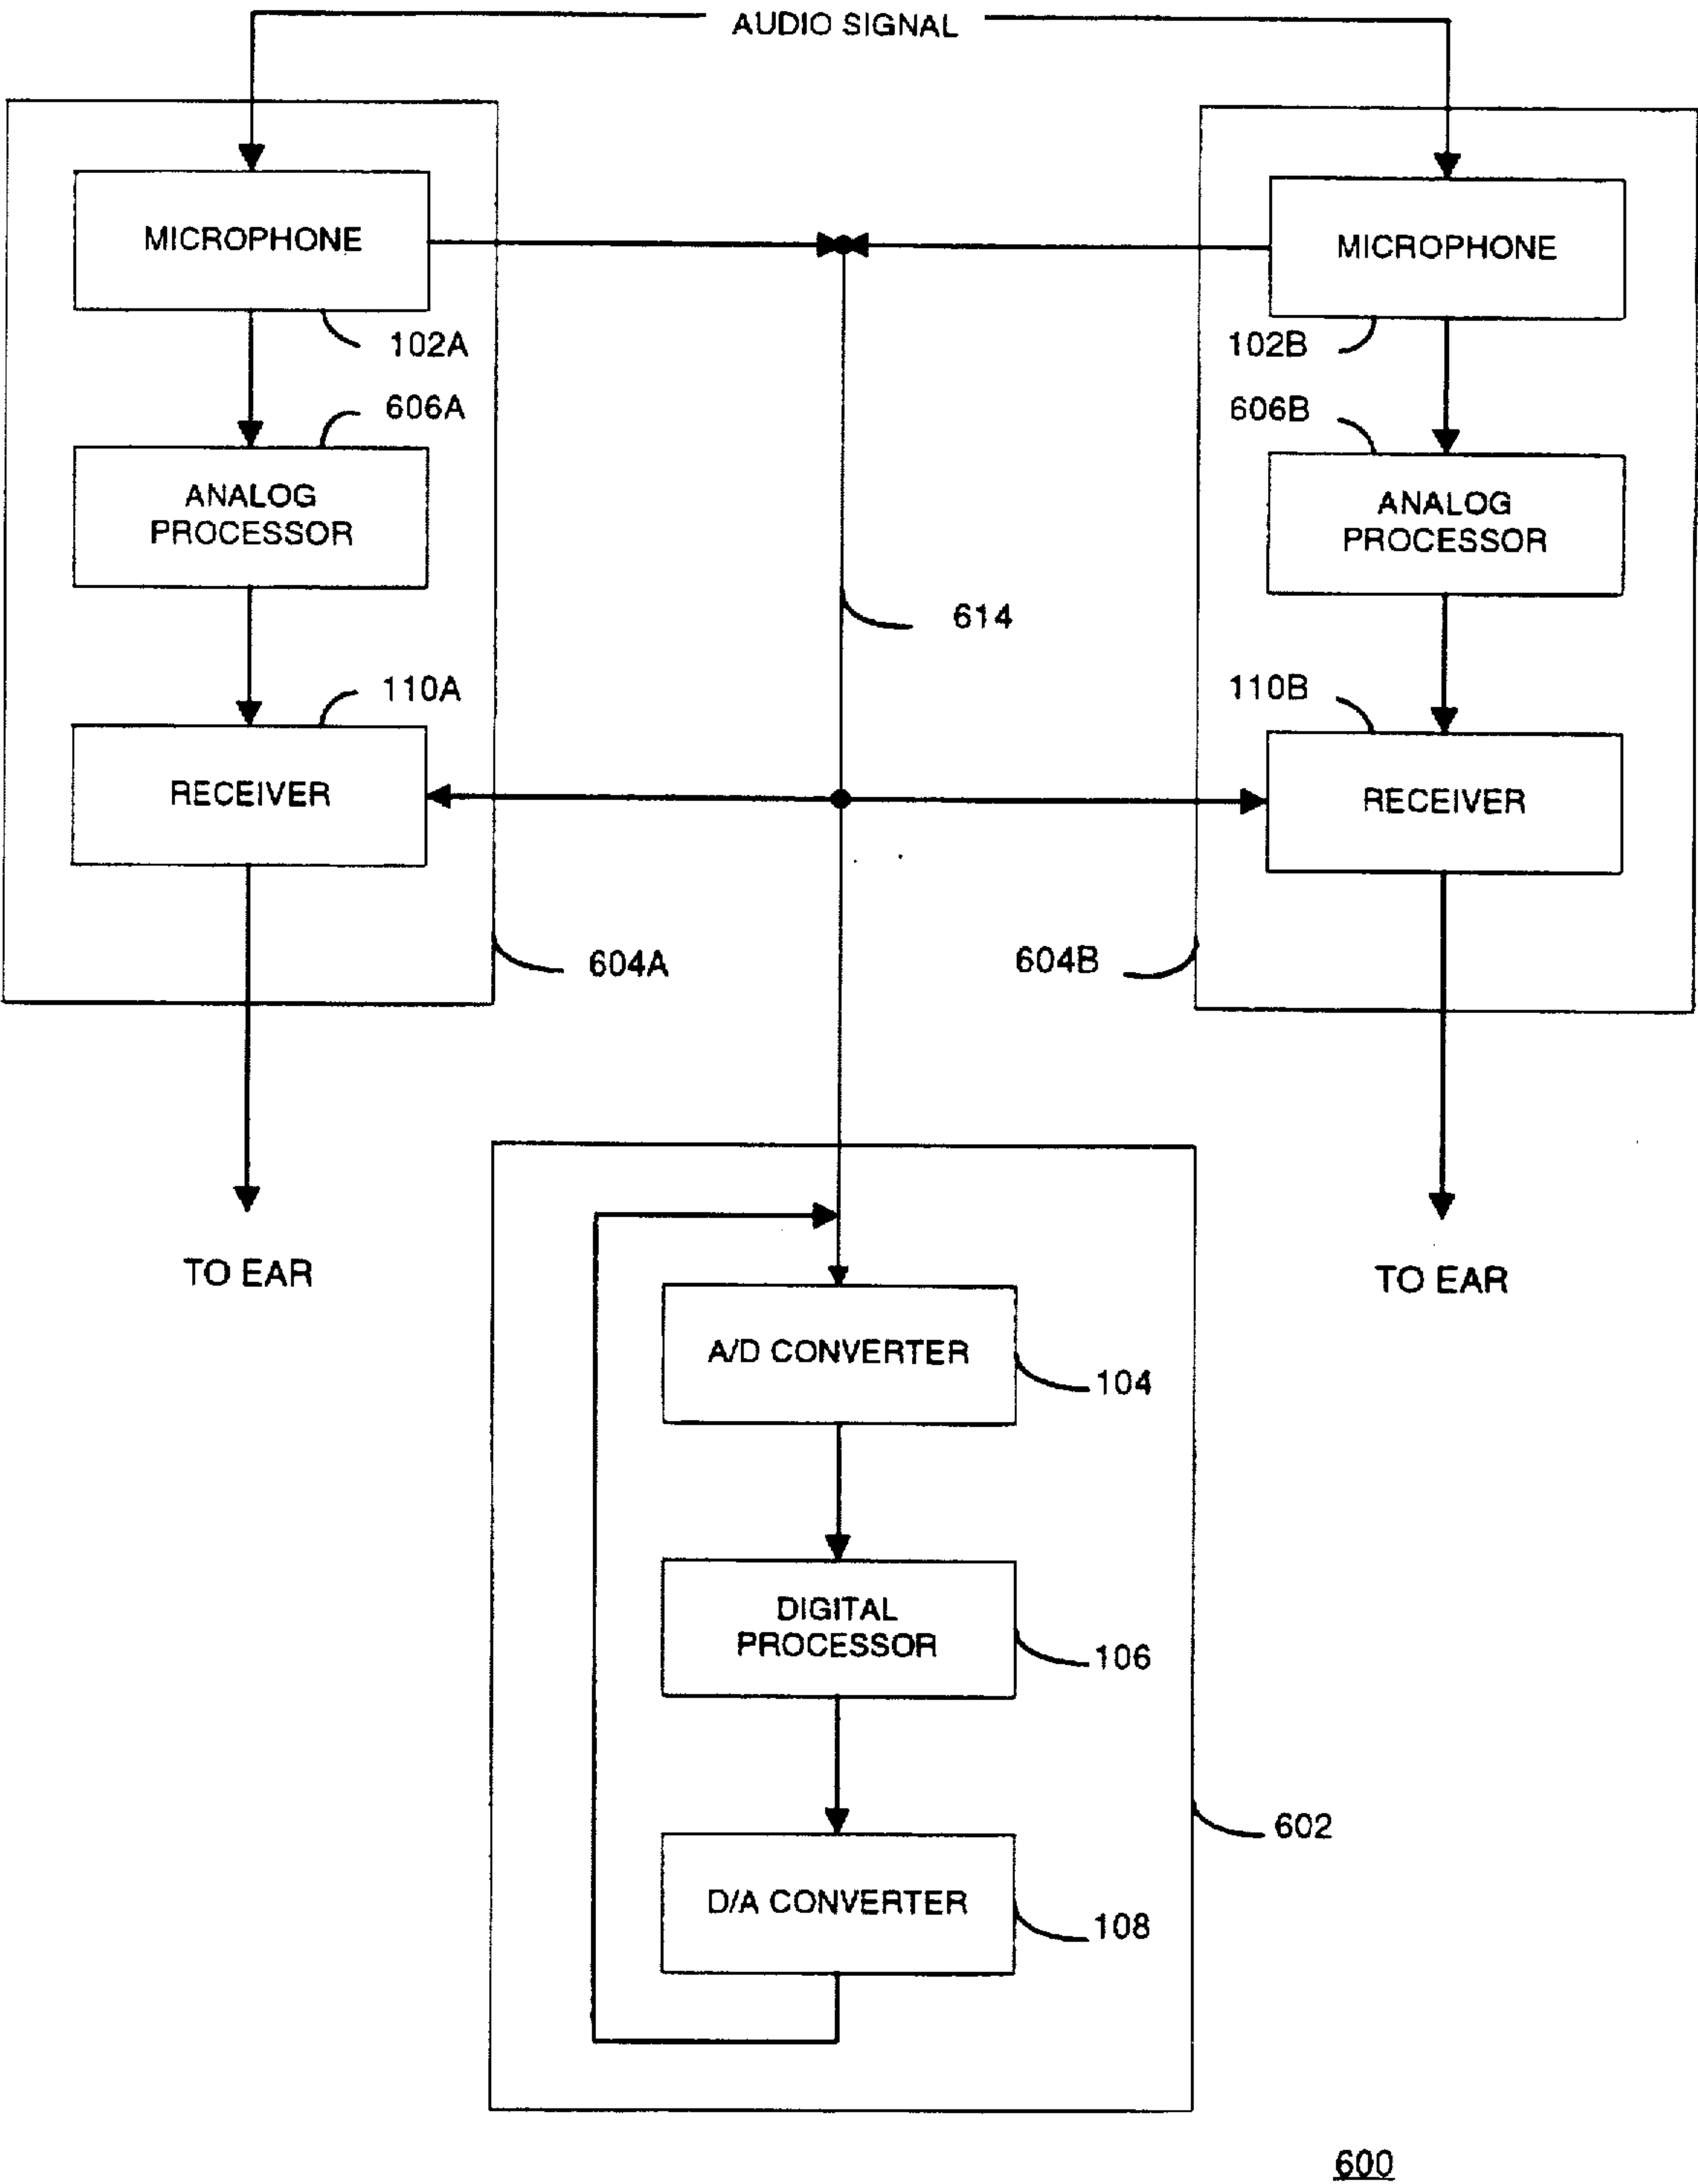 AUDIO SIGNAL
MICROPHONE
MICROPHONE
102A
102B
606A
606B
ANALOG
PROCESSOR
ANALOG
PROCESSOR
614
110A
110B
RECEIVER
RECEIVER
604A
604B
TO EAR
TO EAR
A/D CONVERTER
104
DIGITAL
PROCESSOR
106
602
D/A CONVERTER
108
600